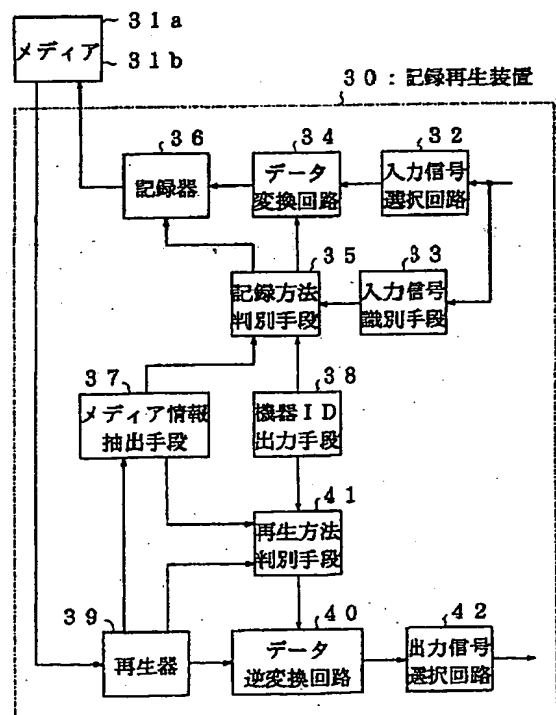 31a
メディア
31b
30:記録再生装置
36
記録器
34
データ
変換回路
32
入力信号
選択回路
35
記録方法
判別手段
33
入力信号
識別手段
37
メディア情報
抽出手段
38
機器ID
出力手段
41
再生方法
判別手段
39
再生器
40
データ
逆変換回路
42
出力信号
選択回路